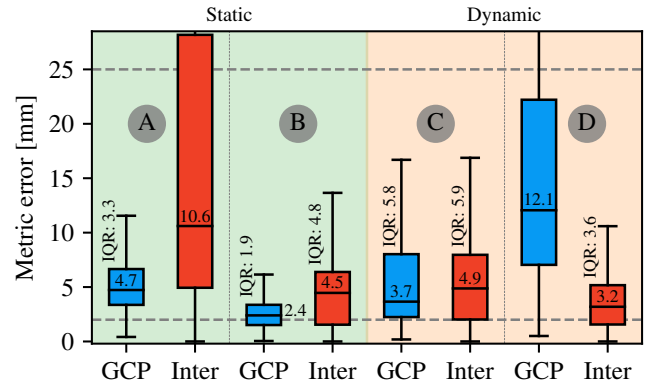 Static Dynamic
Metric error [mm]
25
20
15
10
5
0
A B C D
IQR: 3.3
4.7
10.6
IQR: 1.9
2.4
IQR: 4.8
4.5
IQR: 5.8
3.7
IQR: 5.9
4.9
12.1
IQR: 3.6
3.2
GCP Inter GCP Inter GCP Inter GCP Inter